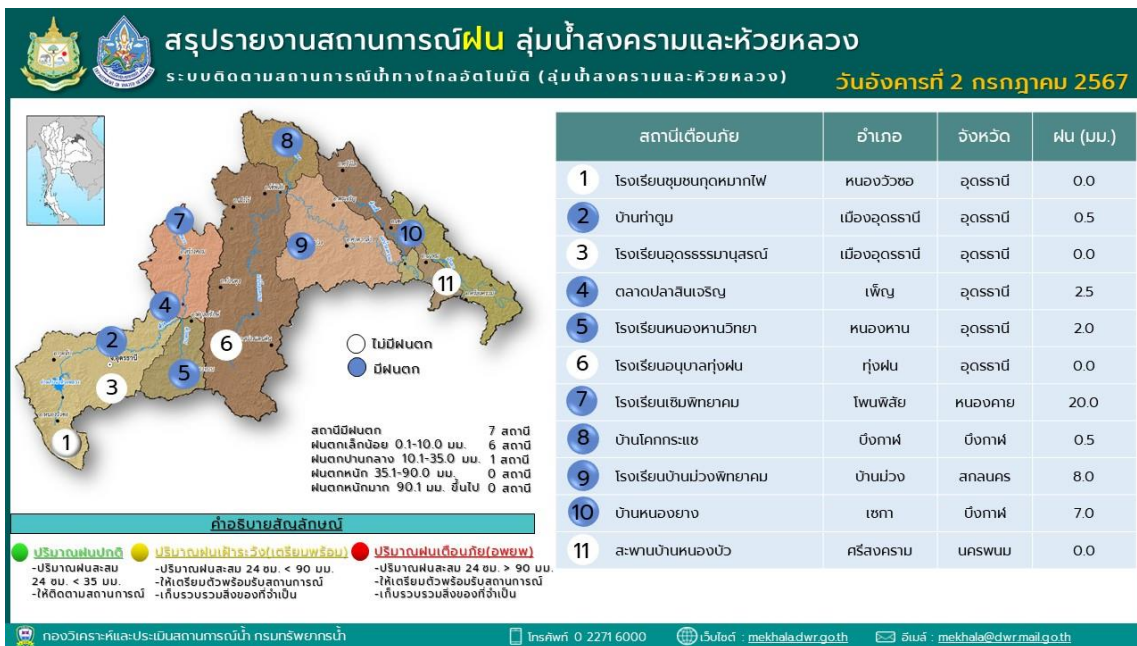 สรุปรายงานสถานการณ์ฝน ลุ่มน้ำสงครามและห้วยหลวง
ระบบติดตามสถานการณ์น้ำทางไกลอัตโนมัติ (ลุ่มน้ำสงครามและห้วยหลวง)
วันอังคารที่ 2 กรกฎาคม 2567
8
7
9
10
11
4
2
อ.อุดรธานี
6
5
3
1
ไม่มีฝนตก
มีฝนตก
สถานีมีฝนตก 7 สถานี
ฝนตกเล็กน้อย 0.1-10.0 มม. 6 สถานี
ฝนตกปานกลาง 10.1-35.0 มม. 1 สถานี
ฝนตกหนัก 35.1-90.0 มม. 0 สถานี
ฝนตกหนักมาก 90.1 มม. ขึ้นไป 0 สถานี
คำอธิบายสัญลักษณ์
ปริมาณฝนปกติ
-ปริมาณฝนสะสม
24 ชม. < 35 มม.
-ให้ติดตามสถานการณ์
ปริมาณฝนเฝ้าระวัง(เตรียมพร้อม)
-ปริมาณฝนสะสม 24 ชม. < 90 มม.
-ให้เตรียมตัวพร้อมรับสถานการณ์
-เก็บรวบรวมสิ่งของที่จำเป็น
ปริมาณฝนเตือนภัย(อพยพ)
-ปริมาณฝนสะสม 24 ชม. > 90 มม.
-ให้เตรียมตัวพร้อมรับสถานการณ์
-เก็บรวบรวมสิ่งของที่จำเป็น
สถานีเตือนภัย อำเภอ จังหวัด ฝน (มม.)
1 โรงเรียนชุมชนกุดหมากไฟ หนองวัวซอ อุดรธานี 0.0
2 บ้านท่าตูม เมืองอุดรธานี อุดรธานี 0.5
3 โรงเรียนอุดรธรรมานุสรณ์ เมืองอุดรธานี อุดรธานี 0.0
4 ตลาดปลาสินเจริญ เพ็ญ อุดรธานี 2.5
5 โรงเรียนหนองหานวิทยา หนองหาน อุดรธานี 2.0
6 โรงเรียนอนุบาลทุ่งฝน ทุ่งฝน อุดรธานี 0.0
7 โรงเรียนเซิมพิทยาคม โพนพิสัย หนองคาย 20.0
8 บ้านโคกกระแซ บึงกาฬ บึงกาฬ 0.5
9 โรงเรียนบ้านม่วงพิทยาคม บ้านม่วง สกลนคร 8.0
10 บ้านหนองยาง เซกา บึงกาฬ 7.0
11 สะพานบ้านหนองบัว ศรีสงคราม นครพนม 0.0
กองวิเคราะห์และประเมินสถานการณ์น้ำ กรมทรัพยากรน้ำ
โทรศัพท์ 0 2271 6000
เว็บไซต์ : mekhala.dwr.go.th
อีเมล์ : mekhala@dwr.mail.go.th